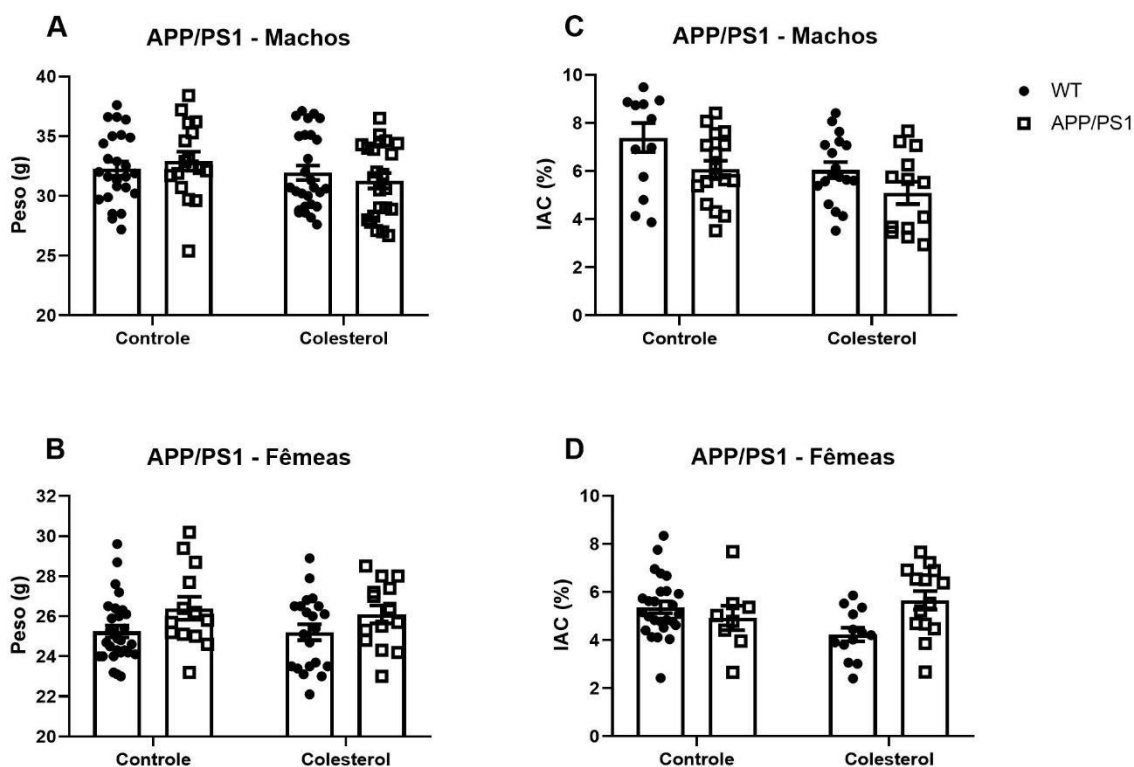 A
APP/PS1 - Machos
Peso (g)
40
35
30
25
20
Controle
Colesterol
C
APP/PS1 - Machos
IAC (%)
10
8
6
4
2
0
Controle
Colesterol
WT
APP/PS1
B
APP/PS1 - Fêmeas
Peso (g)
32
30
28
26
24
22
20
Controle
Colesterol
D
APP/PS1 - Fêmeas
IAC (%)
10
8
6
4
2
0
Controle
Colesterol